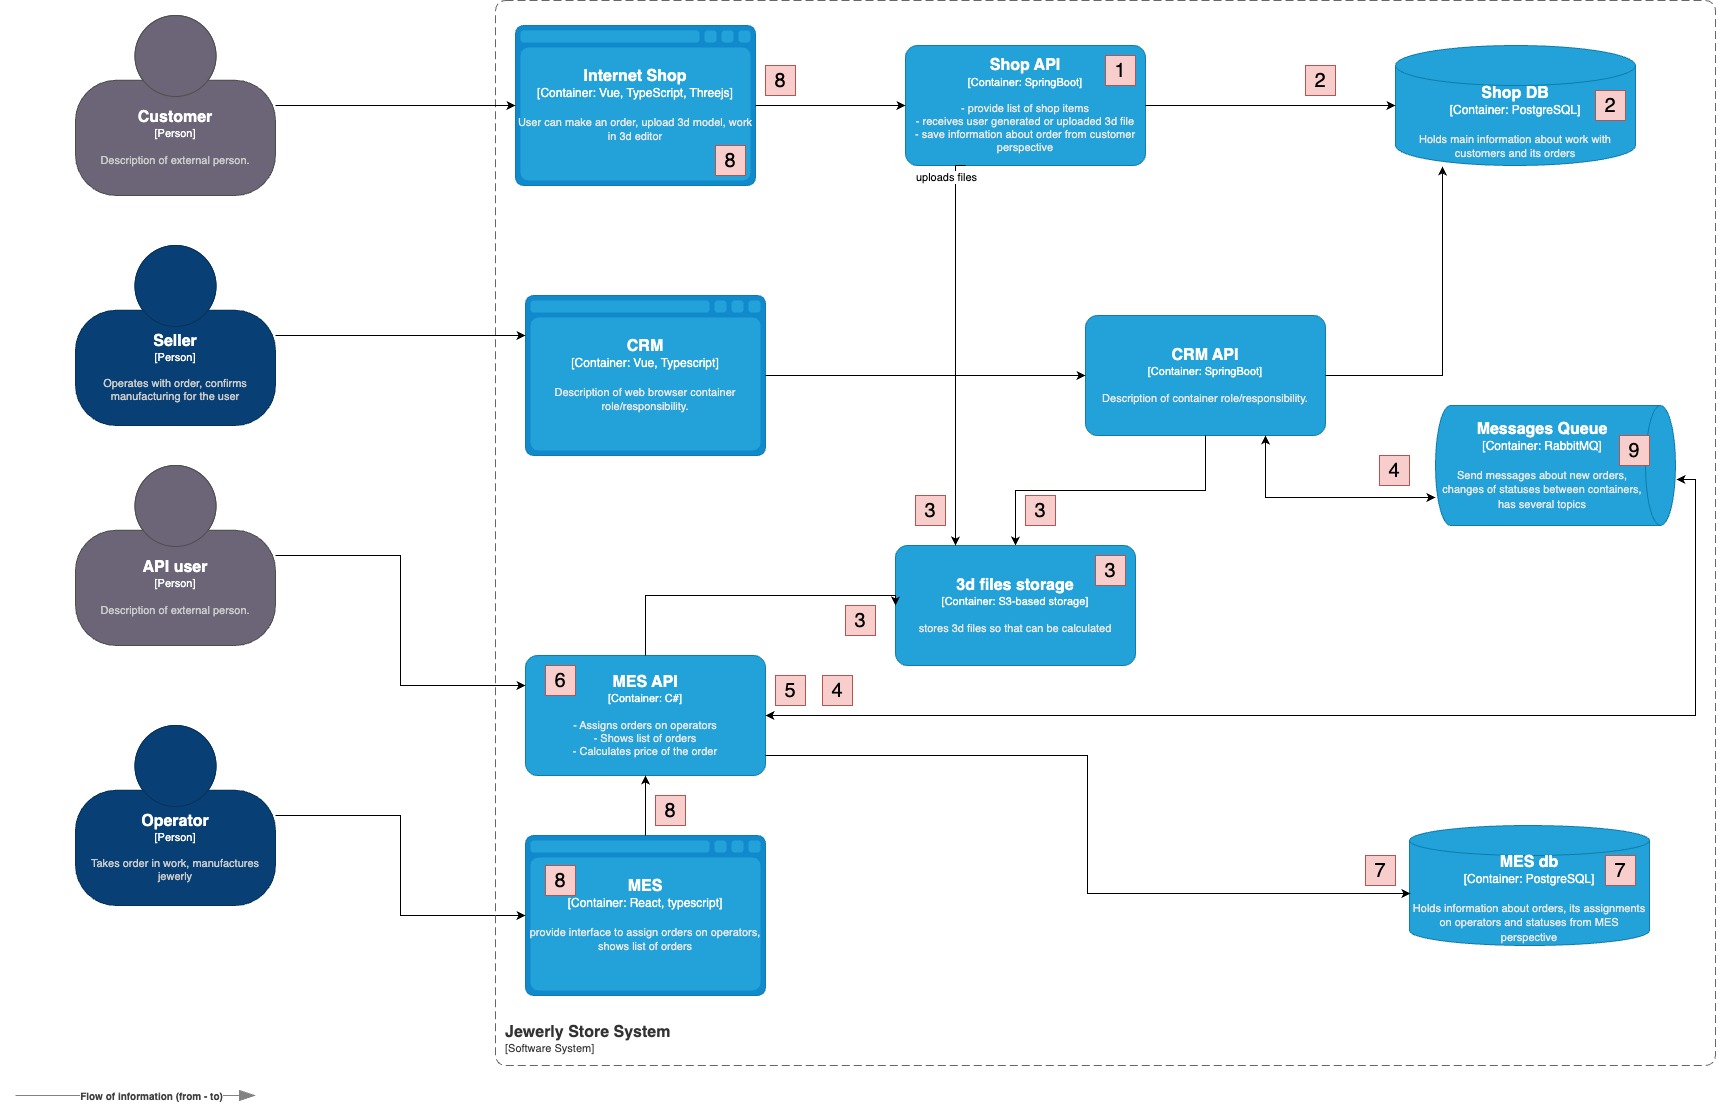 Customer
[Person]
Description of external person.
Internet Shop
[Container: Vue, TypeScript, Threejs]
User can make an order, upload 3d model, work
in 3d editor
8
8
Shop API
[Container: SpringBoot]
1
- provide list of shop items
- receives user generated or uploaded 3d file
- save information about order from customer
perspective
uploads files
2
Shop DB
[Container: PostgreSQL]
2
Holds main information about work with
customers and its orders
Seller
[Person]
Operates with order, confirms
manufacturing for the user
CRM
[Container: Vue, Typescript]
Description of web browser container
role/responsibility.
CRM API
[Container: SpringBoot]
Description of container role/responsibility.
Messages Queue
[Container: RabbitMQ]
9
Send messages about new orders,
changes of statuses between containers,
has several topics
4
3
3
API user
[Person]
Description of external person.
3d files storage
[Container: S3-based storage]
3
stores 3d files so that can be calculated
3
6
MES API
[Container: C#]
- Assigns orders on operators
- Shows list of orders
- Calculates price of the order
5
4
8
Operator
[Person]
Takes order in work, manufactures
jewerly
8
MES
[Container: React, typescript]
provide interface to assign orders on operators,
shows list of orders
7
MES db
[Container: PostgreSQL]
7
Holds information about orders, its assignments
on operators and statuses from MES
perspective
Jewerly Store System
[Software System]
Flow of information (from - to)